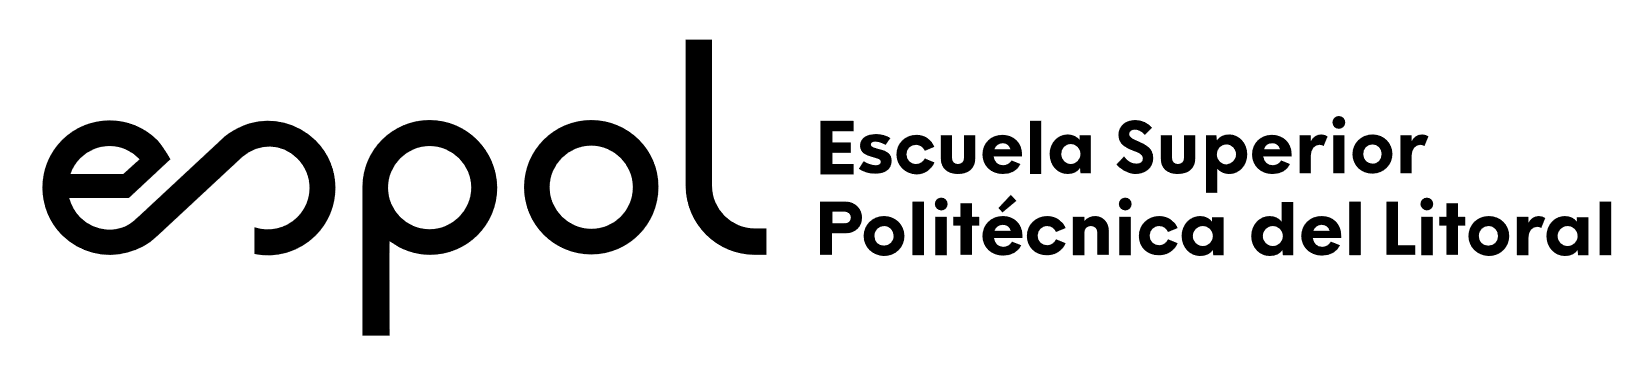 espol
Escuela Superior
Politécnica del Litoral